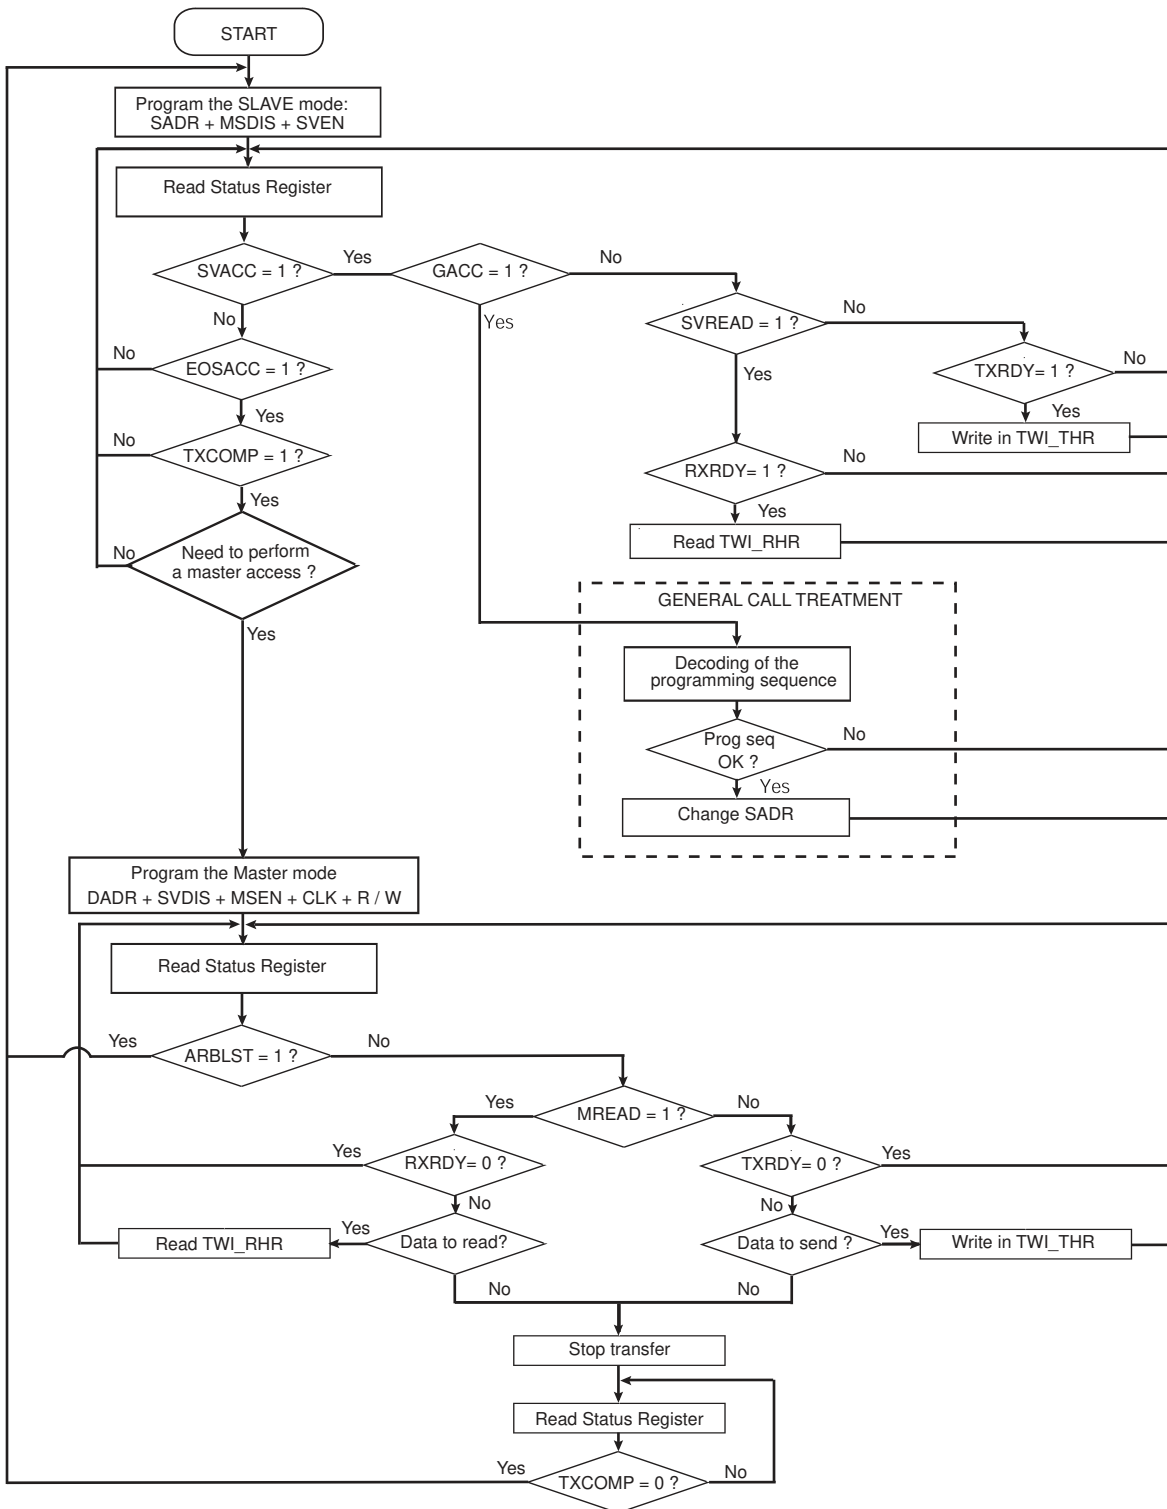 START
Program the SLAVE mode:
SADR + MSDIS + SVEN
Read Status Register
SVACC = 1 ?
Yes
GACC = 1 ?
No
No
Yes
SVREAD = 1 ?
No
Yes
TXRDY= 1 ?
No
Yes
Write in TWI_THR
No
EOSACC = 1 ?
Yes
No
TXCOMP = 1 ?
Yes
RXRDY= 1 ?
No
Yes
Read TWI_RHR
No
Need to perform
a master access ?
Yes
GENERAL CALL TREATMENT
Decoding of the
programming sequence
Prog seq
OK ?
No
Yes
Change SADR
Program the Master mode
DADR + SVDIS + MSEN + CLK + R / W
Read Status Register
Yes
ARBLST = 1 ?
No
Yes
MREAD = 1 ?
No
Yes
RXRDY= 0 ?
No
TXRDY= 0 ?
Yes
No
Read TWI_RHR
Yes
Data to read?
No
Data to send ?
Yes
Write in TWI_THR
No
Stop transfer
Read Status Register
Yes
TXCOMP = 0 ?
No